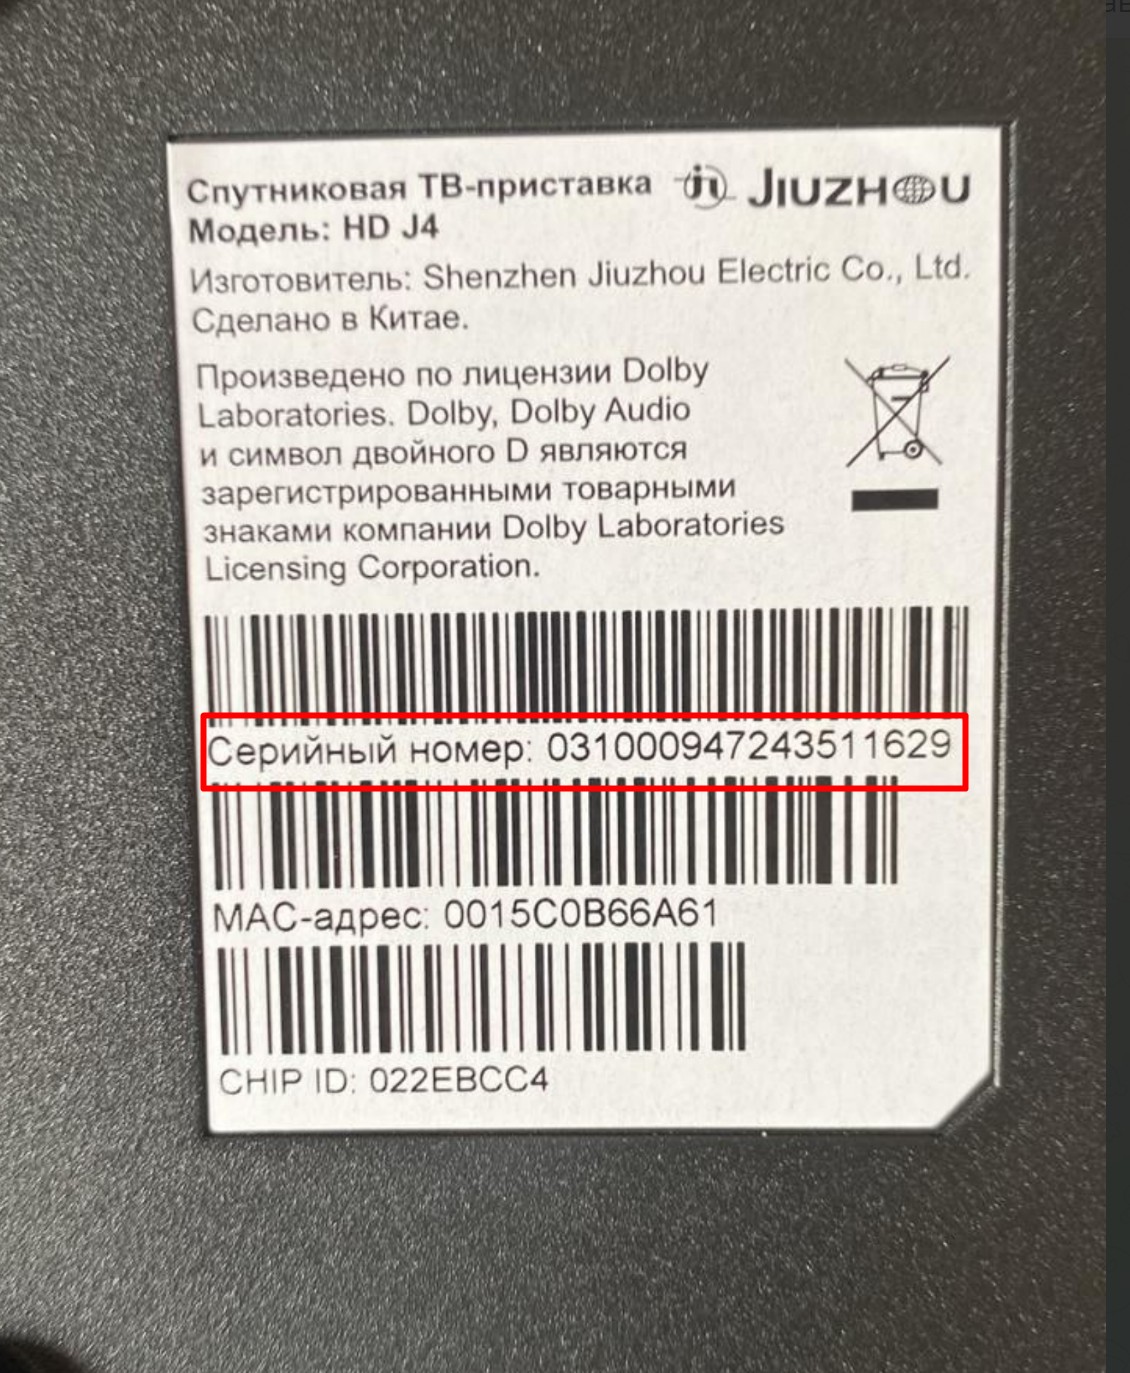 Спутниковая ТВ-приставка JIUZHOU
Модель: HD J4
Изготовитель: Shenzhen Jiuzhou Electric Co., Ltd.
Сделано в Китае.
Произведено по лицензии Dolby
Laboratories. Dolby, Dolby Audio
и символ двойного D являются
зарегистрированными товарными
знаками компании Dolby Laboratories
Licensing Corporation.
Серийный номер: 031000947243511629
MAC-адрес: 0015C0B66A61
CHIP ID: 022EBCC4